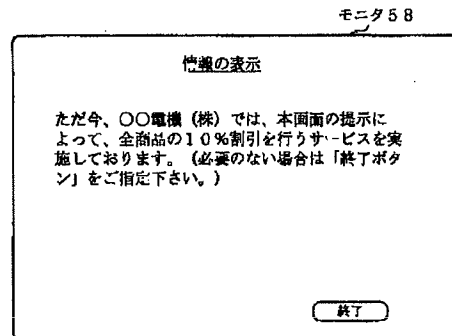 モニタ58
情報の表示
ただ今、〇〇電機（株）では、本画面の提示に
よって、全商品の10%割引を行うサービスを実
施しております。（必要のない場合は「終了ボタ
ン」をご指定下さい。）
終了